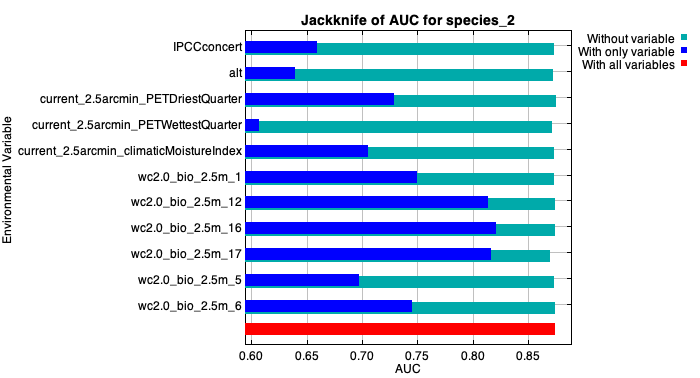 Jackknife of AUC for species_2
Without variable
With only variable
With all variables
Environmental Variable
IPCCconcert
alt
current_2.5arcmin_PETDriestQuarter
current_2.5arcmin_PETWettestQuarter
current_2.5arcmin_climaticMoistureIndex
wc2.0_bio_2.5m_1
wc2.0_bio_2.5m_12
wc2.0_bio_2.5m_16
wc2.0_bio_2.5m_17
wc2.0_bio_2.5m_5
wc2.0_bio_2.5m_6
0.60 0.65 0.70 0.75 0.80 0.85
AUC